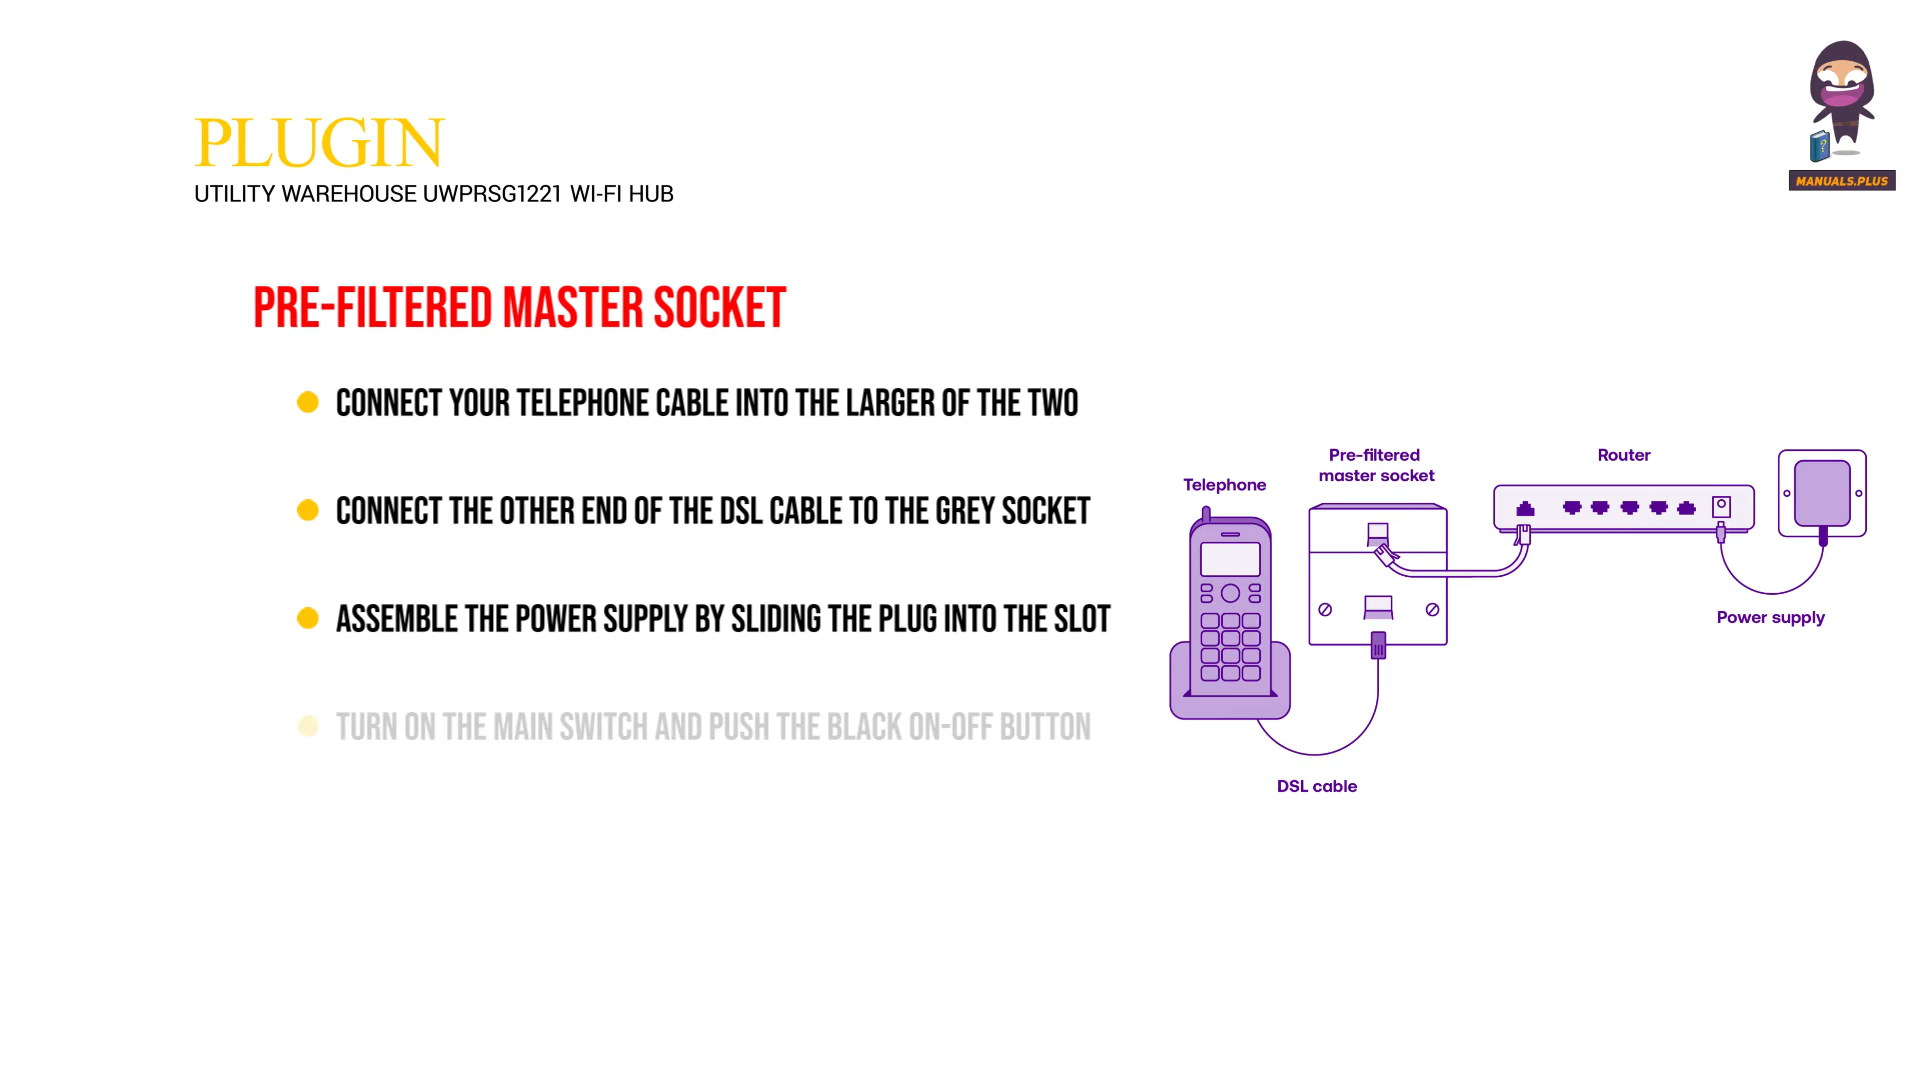 PLUGIN
UTILITY WAREHOUSE UWPRSG1221 WI-FI HUB
MANUALS.PLUS
PRE-FILTERED MASTER SOCKET
CONNECT YOUR TELEPHONE CABLE INTO THE LARGER OF THE TWO
CONNECT THE OTHER END OF THE DSL CABLE TO THE GREY SOCKET
ASSEMBLE THE POWER SUPPLY BY SLIDING THE PLUG INTO THE SLOT
TURN ON THE MAIN SWITCH AND PUSH THE BLACK ON-OFF BUTTON
Telephone
Pre-filtered
master socket
Router
Power supply
DSL cable
?